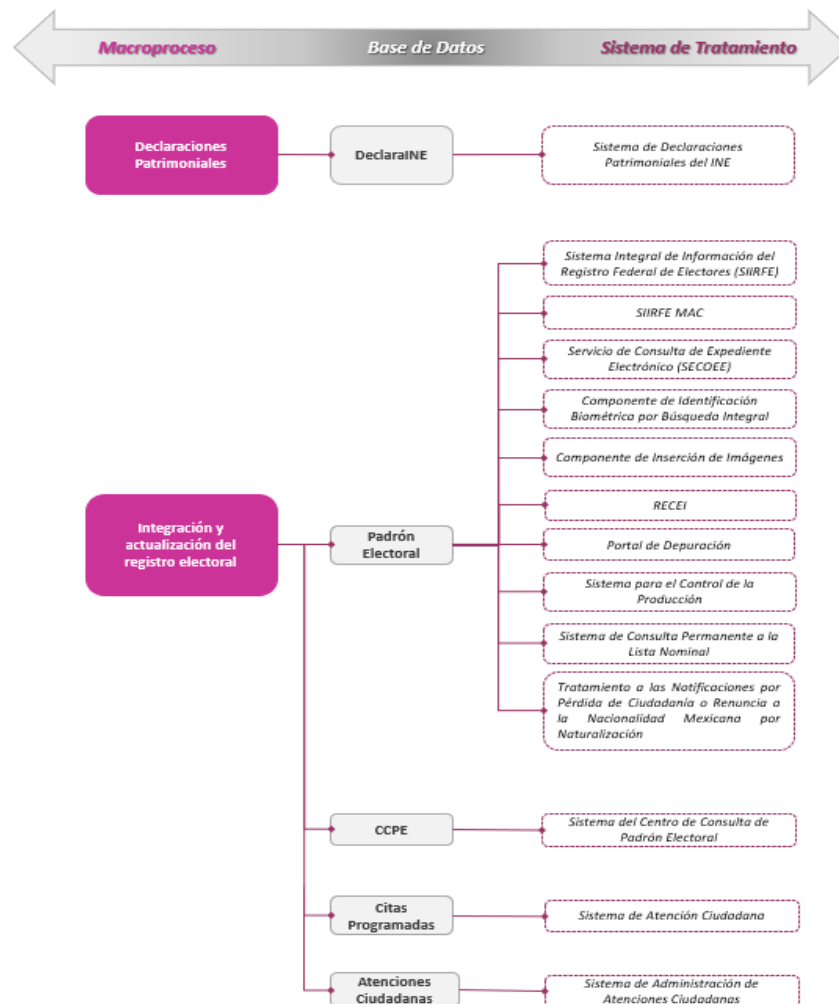 Macroproceso
Base de Datos
Sistema de Tratamiento
Declaraciones
Patrimoniales
DeclaraINE
Sistema de Declaraciones
Patrimoniales del INE
Sistema Integral de Información del
Registro Federal de Electores (SIIRFE)
SIIRFE MAC
Servicio de Consulta de Expediente
Electrónico (SECOEE)
Componente de Identificación
Biométrica por Búsqueda Integral
Componente de Inserción de Imágenes
RECEI
Integración y
actualización del
registro electoral
Padrón
Electoral
Portal de Depuración
Sistema para el Control de la
Producción
Sistema de Consulta Permanente a la
Lista Nominal
Tratamiento a las Notificaciones por
Pérdida de Ciudadanía o Renuncia a
la Nacionalidad Mexicana por
Naturalización
CCPE
Sistema del Centro de Consulta de
Padrón Electoral
Citas
Programadas
Sistema de Atención Ciudadana
Atenciones
Ciudadanas
Sistema de Administración de
Atenciones Ciudadanas